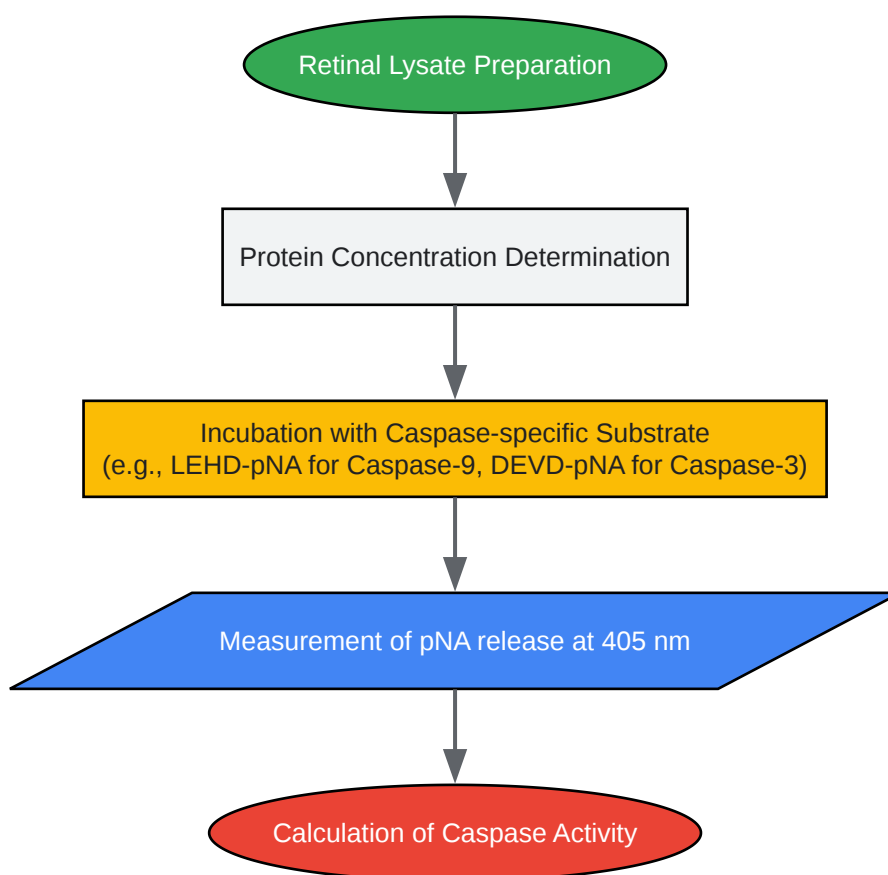 Retinal Lysate Preparation
Protein Concentration Determination
Incubation with Caspase-specific Substrate
(e.g., LEHD-pNA for Caspase-9, DEVD-pNA for Caspase-3)
Measurement of pNA release at 405 nm
Calculation of Caspase Activity